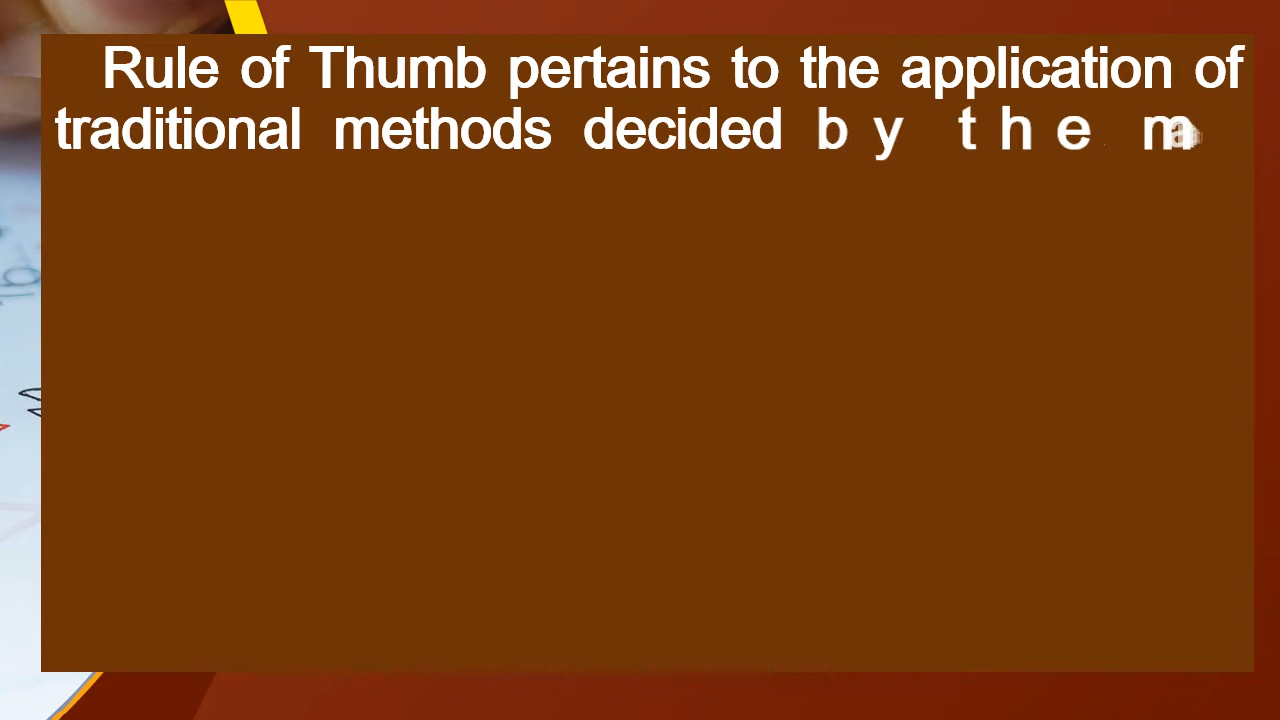 Rule of Thumb pertains to the application of
traditional methods decided by the